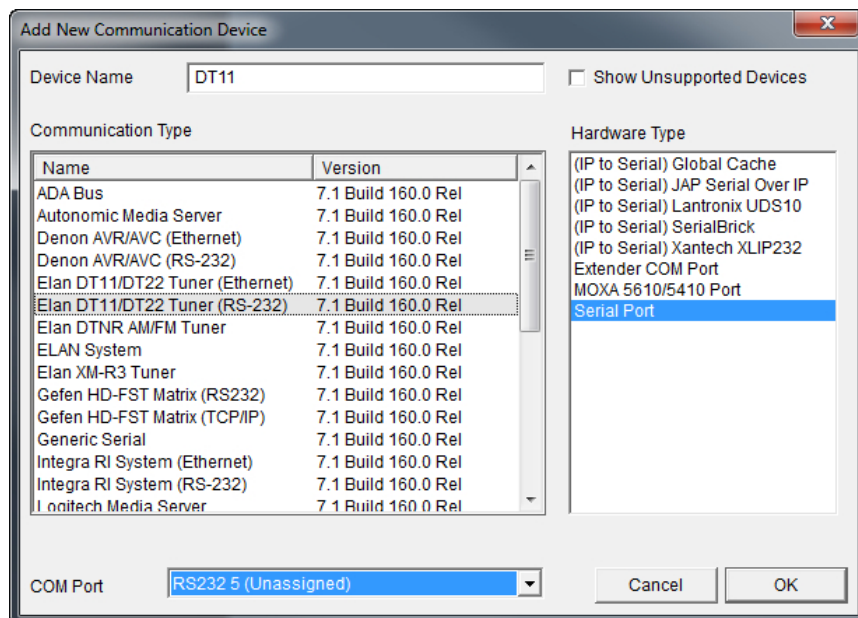 Add New Communication Device
X
Device Name
DT11
Show Unsupported Devices
Communication Type
Name Version
ADA Bus 7.1 Build 160.0 Rel
Autonomic Media Server 7.1 Build 160.0 Rel
Denon AVR/AVC (Ethernet) 7.1 Build 160.0 Rel
Denon AVR/AVC (RS-232) 7.1 Build 160.0 Rel
Elan DT11/DT22 Tuner (Ethernet) 7.1 Build 160.0 Rel
Elan DT11/DT22 Tuner (RS-232) 7.1 Build 160.0 Rel
Elan DTNR AM/FM Tuner 7.1 Build 160.0 Rel
ELAN System 7.1 Build 160.0 Rel
Elan XM-R3 Tuner 7.1 Build 160.0 Rel
Gefen HD-FST Matrix (RS232) 7.1 Build 160.0 Rel
Gefen HD-FST Matrix (TCP/IP) 7.1 Build 160.0 Rel
Generic Serial 7.1 Build 160.0 Rel
Integra RI System (Ethernet) 7.1 Build 160.0 Rel
Integra RI System (RS-232) 7.1 Build 160.0 Rel
Logitech Media Server 7.1 Build 160.0 Rel
Hardware Type
(IP to Serial) Global Cache
(IP to Serial) JAP Serial Over IP
(IP to Serial) Lantronix UDS10
(IP to Serial) SerialBrick
(IP to Serial) Xantech XLIP232
Extender COM Port
MOXA 5610/5410 Port
Serial Port
COM Port
RS232 5 (Unassigned)
Cancel
OK